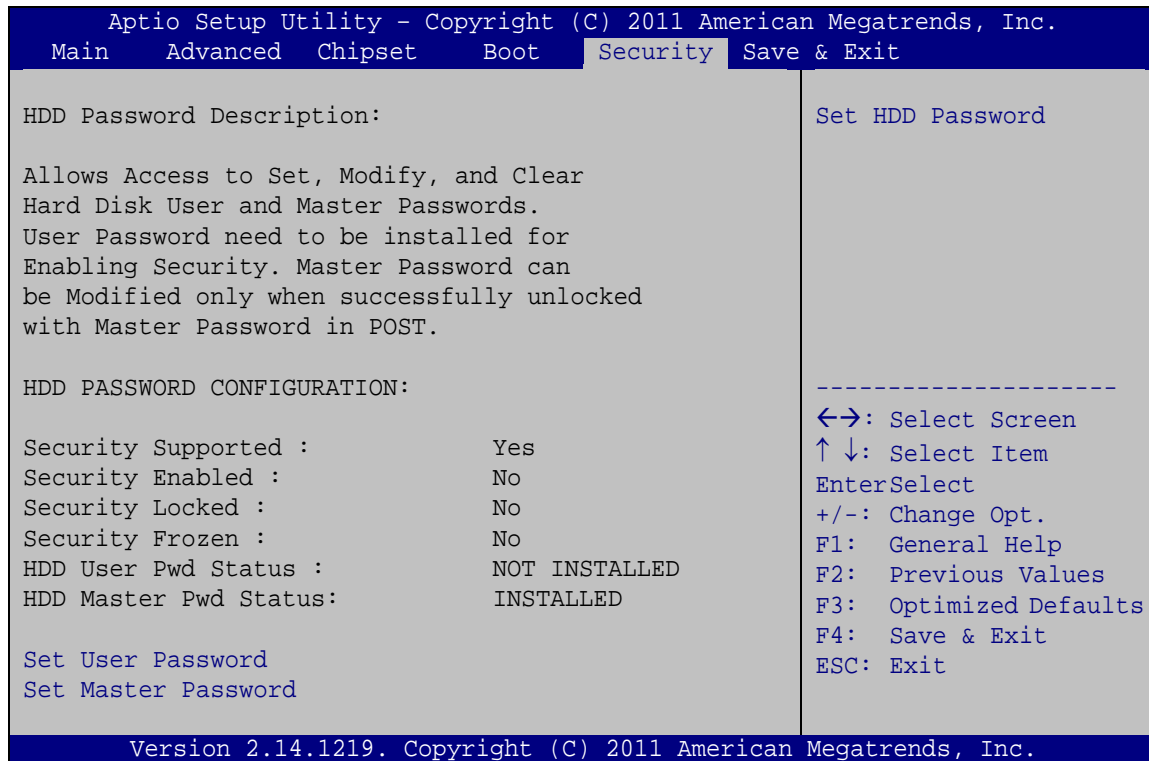 Aptio Setup Utility – Copyright (C) 2011 American Megatrends, Inc.
Main Advanced Chipset Boot Security Save & Exit
HDD Password Description:
Allows Access to Set, Modify, and Clear
Hard Disk User and Master Passwords.
User Password need to be installed for
Enabling Security. Master Password can
be Modified only when successfully unlocked
with Master Password in POST.
HDD PASSWORD CONFIGURATION:
Security Supported : Yes
Security Enabled : No
Security Locked : No
Security Frozen : No
HDD User Pwd Status : NOT INSTALLED
HDD Master Pwd Status: INSTALLED
Set User Password
Set Master Password
Set HDD Password
---------------------
←→: Select Screen
↑ ↓: Select Item
EnterSelect
+/-: Change Opt.
F1: General Help
F2: Previous Values
F3: Optimized Defaults
F4: Save & Exit
ESC: Exit
Version 2.14.1219. Copyright (C) 2011 American Megatrends, Inc.